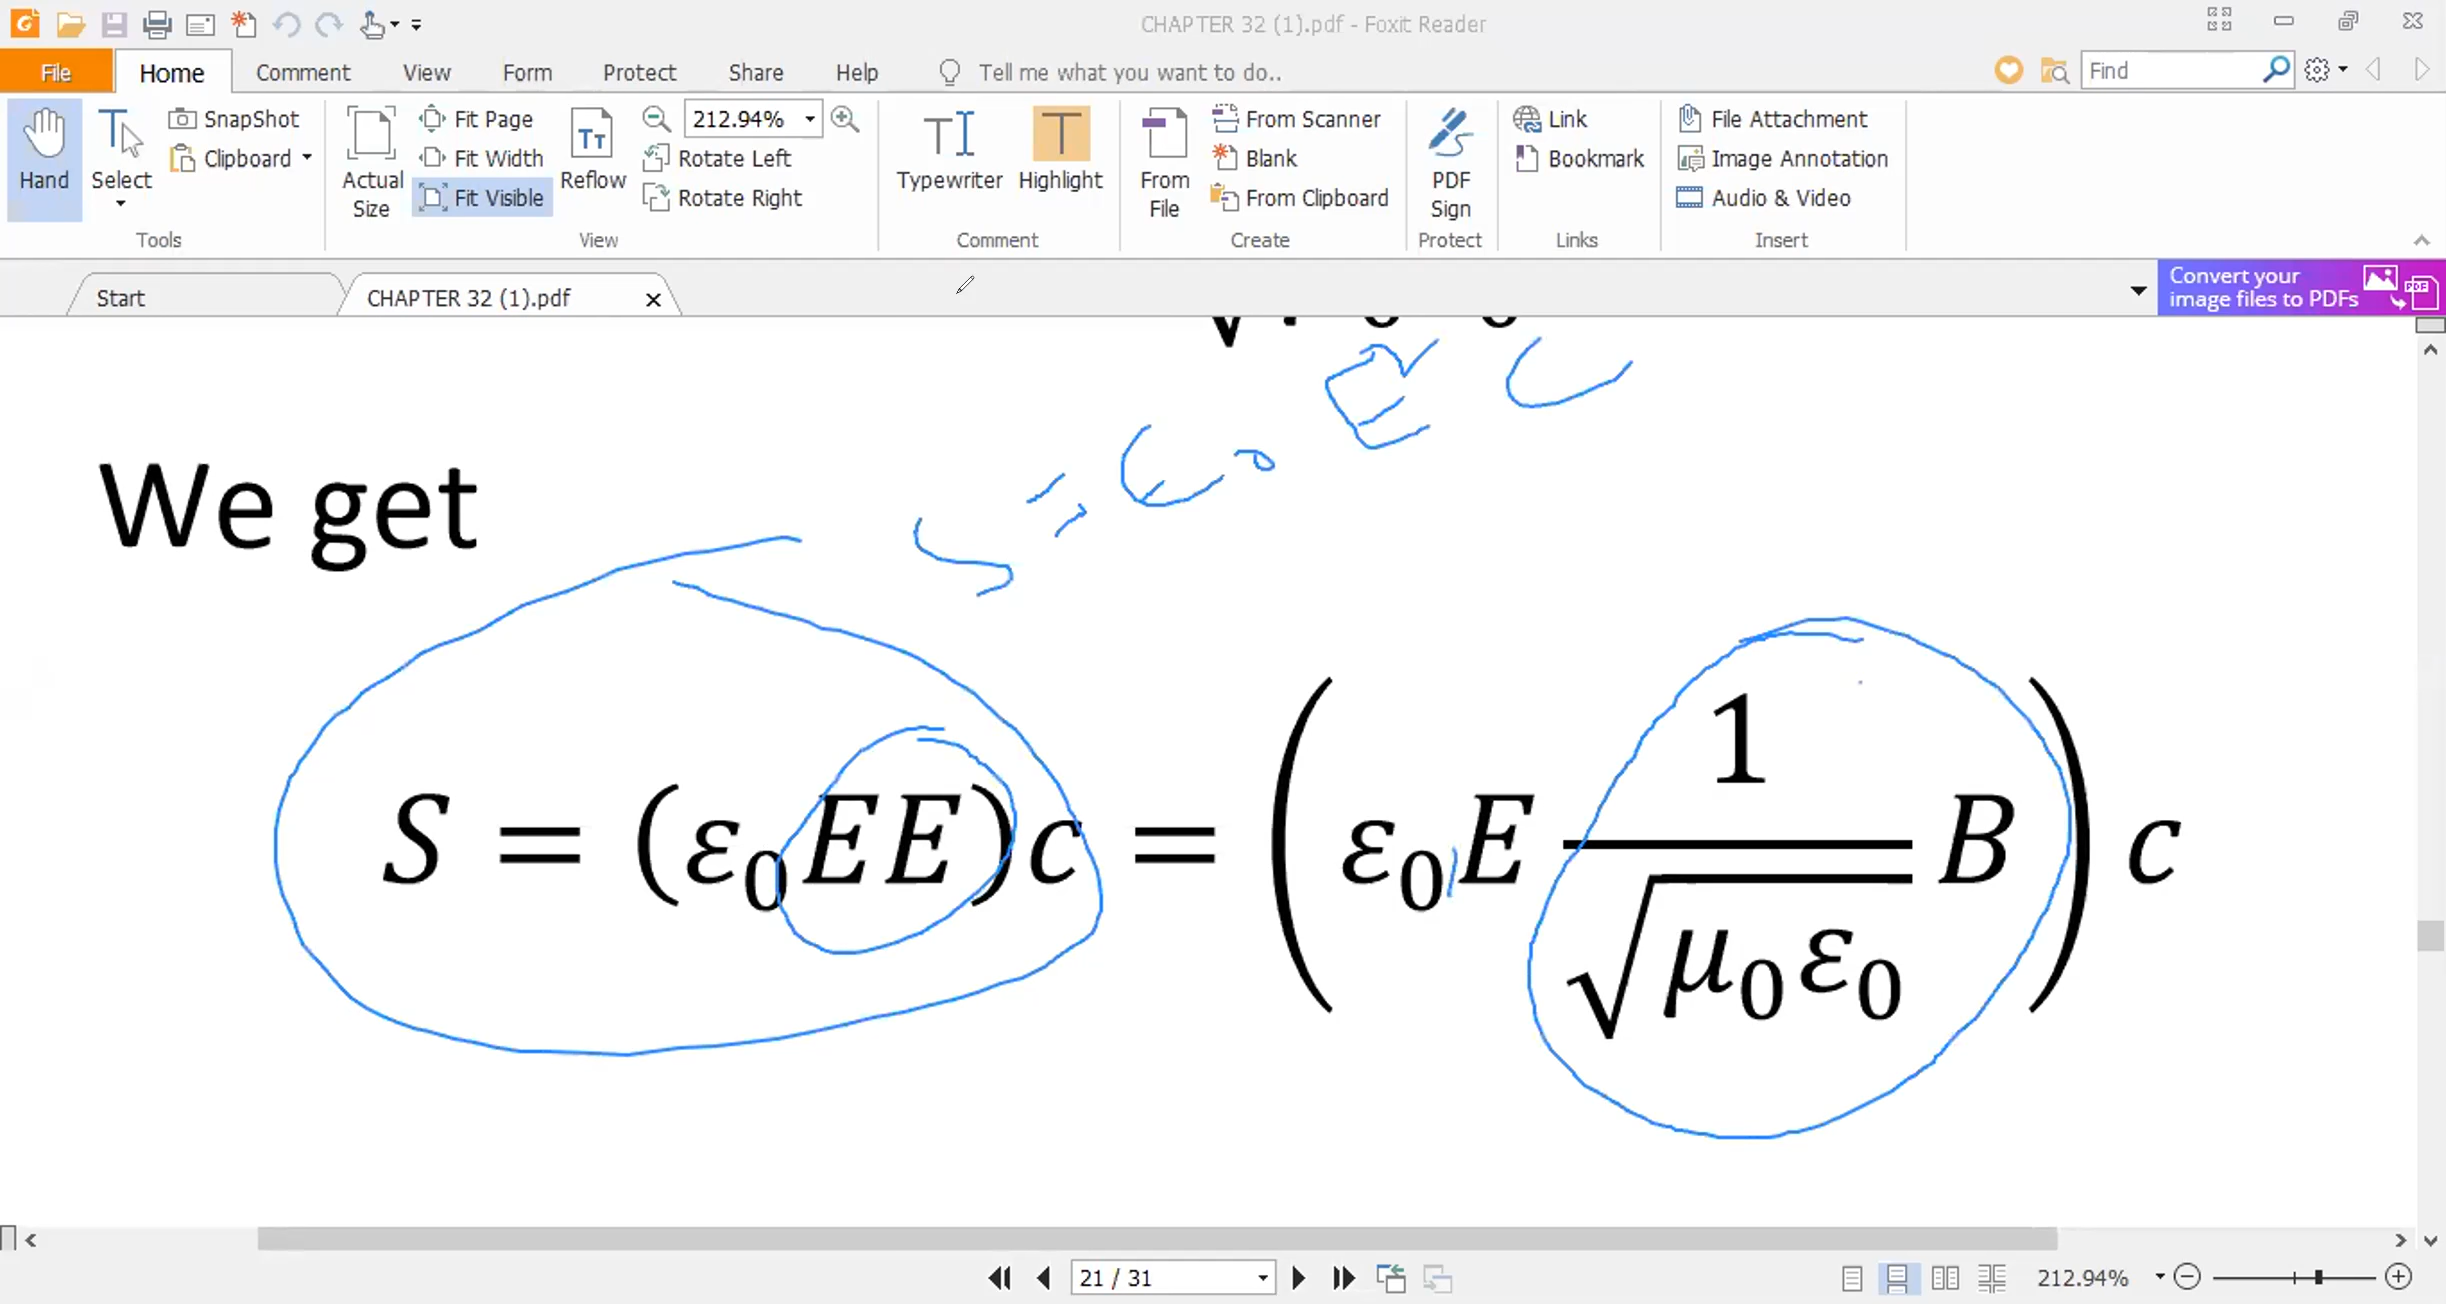 CHAPTER 32 (1).pdf - Foxit Reader
File Home Comment View Form Protect Share Help Tell me what you want to do.. Find
Hand Select SnapShot Clipboard
Tools
Actual Size Fit Page Fit Width Fit Visible Reflow 212.94% Rotate Left Rotate Right
View
Typewriter Highlight
Comment
From File From Scanner Blank From Clipboard
Create
PDF Sign
Protect
Link Bookmark
Links
File Attachment Image Annotation Audio & Video
Insert
Start CHAPTER 32 (1).pdf
Convert your
image files to PDFs
S = ε₀ E² C
We get
S = (ε₀EE)c = (ε₀E 1/√(μ₀ε₀) B) c
21 / 31 212.94%